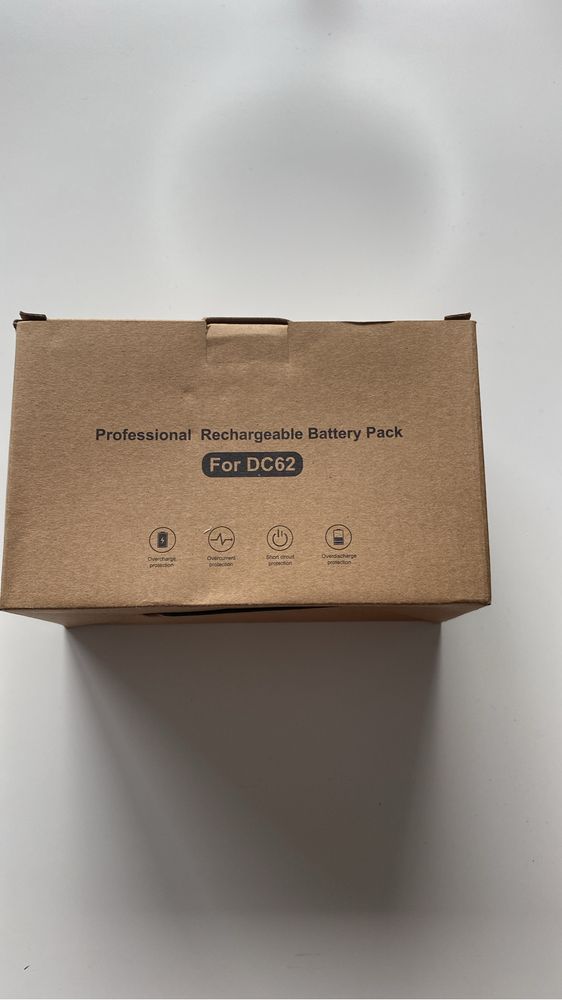 Professional Rechargeable Battery Pack
For DC62
Overcharge protection
Overcurrent protection
Short circuit protection
Overdischarge protection